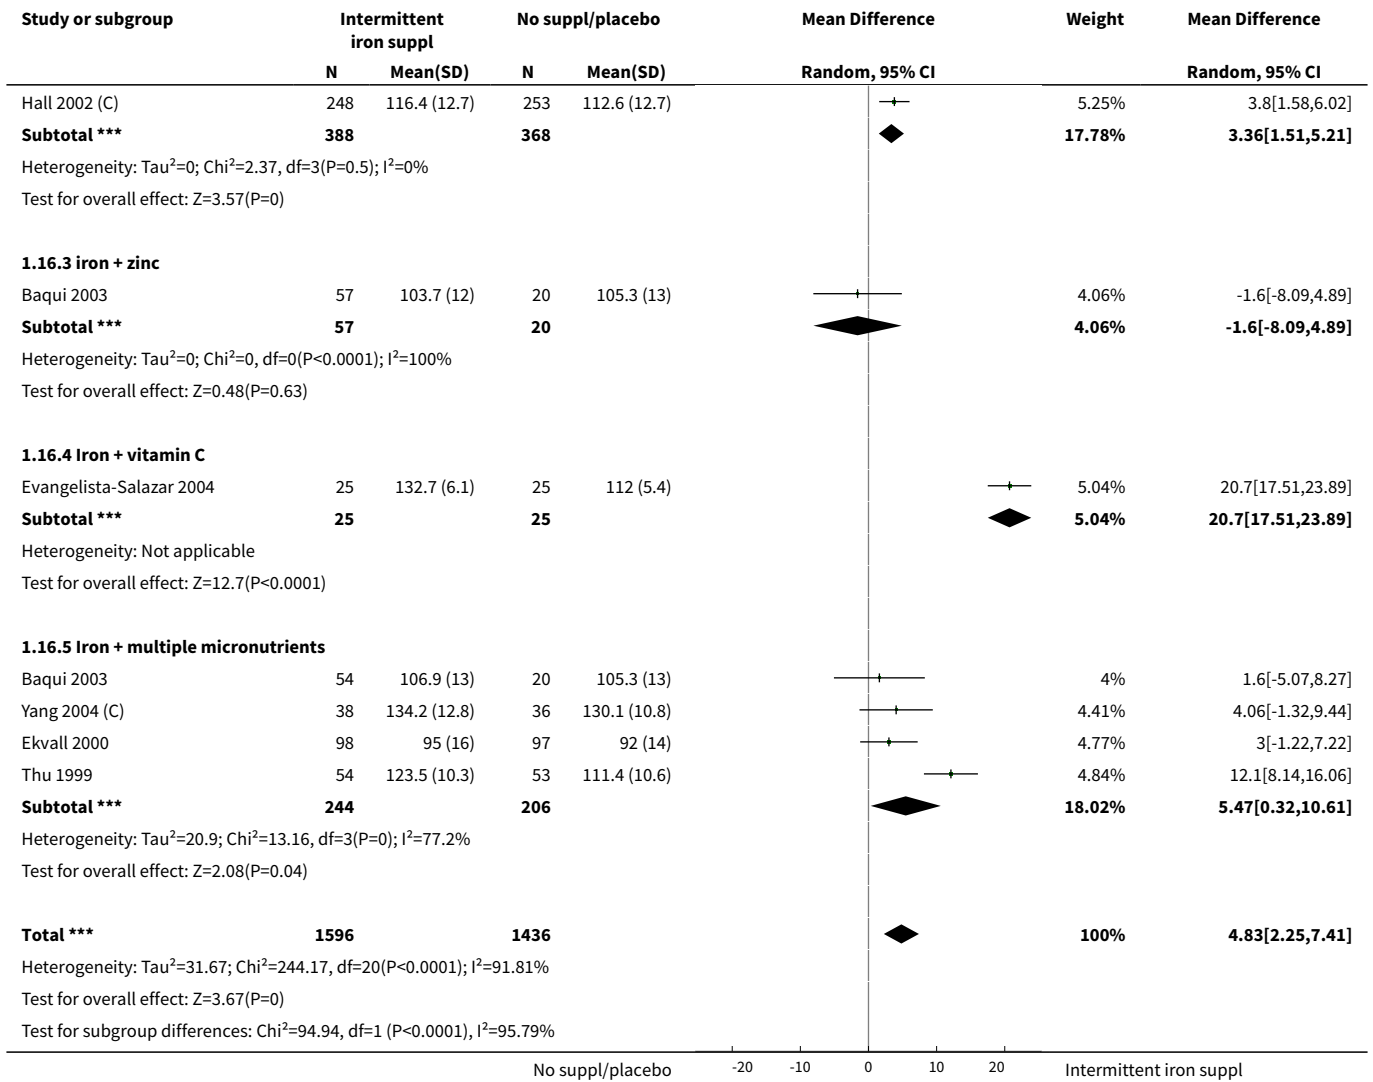 Study or subgroup Intermittent iron suppl No suppl/placebo Mean Difference Weight Mean Difference
N Mean(SD) N Mean(SD) Random, 95% CI Random, 95% CI
Hall 2002 (C) 248 116.4 (12.7) 253 112.6 (12.7) 5.25% 3.8[1.58,6.02]
Subtotal *** 388 368 17.78% 3.36[1.51,5.21]
Heterogeneity: Tau²=0; Chi²=2.37, df=3(P=0.5); I²=0%
Test for overall effect: Z=3.57(P=0)
1.16.3 iron + zinc
Baqui 2003 57 103.7 (12) 20 105.3 (13) 4.06% -1.6[-8.09,4.89]
Subtotal *** 57 20 4.06% -1.6[-8.09,4.89]
Heterogeneity: Tau²=0; Chi²=0, df=0(P<0.0001); I²=100%
Test for overall effect: Z=0.48(P=0.63)
1.16.4 Iron + vitamin C
Evangelista-Salazar 2004 25 132.7 (6.1) 25 112 (5.4) 5.04% 20.7[17.51,23.89]
Subtotal *** 25 25 5.04% 20.7[17.51,23.89]
Heterogeneity: Not applicable
Test for overall effect: Z=12.7(P<0.0001)
1.16.5 Iron + multiple micronutrients
Baqui 2003 54 106.9 (13) 20 105.3 (13) 4% 1.6[-5.07,8.27]
Yang 2004 (C) 38 134.2 (12.8) 36 130.1 (10.8) 4.41% 4.06[-1.32,9.44]
Ekvall 2000 98 95 (16) 97 92 (14) 4.77% 3[-1.22,7.22]
Thu 1999 54 123.5 (10.3) 53 111.4 (10.6) 4.84% 12.1[8.14,16.06]
Subtotal *** 244 206 18.02% 5.47[0.32,10.61]
Heterogeneity: Tau²=20.9; Chi²=13.16, df=3(P=0); I²=77.2%
Test for overall effect: Z=2.08(P=0.04)
Total *** 1596 1436 100% 4.83[2.25,7.41]
Heterogeneity: Tau²=31.67; Chi²=244.17, df=20(P<0.0001); I²=91.81%
Test for overall effect: Z=3.67(P=0)
Test for subgroup differences: Chi²=94.94, df=1 (P<0.0001), I²=95.79%
No suppl/placebo -20 -10 0 10 20 Intermittent iron suppl